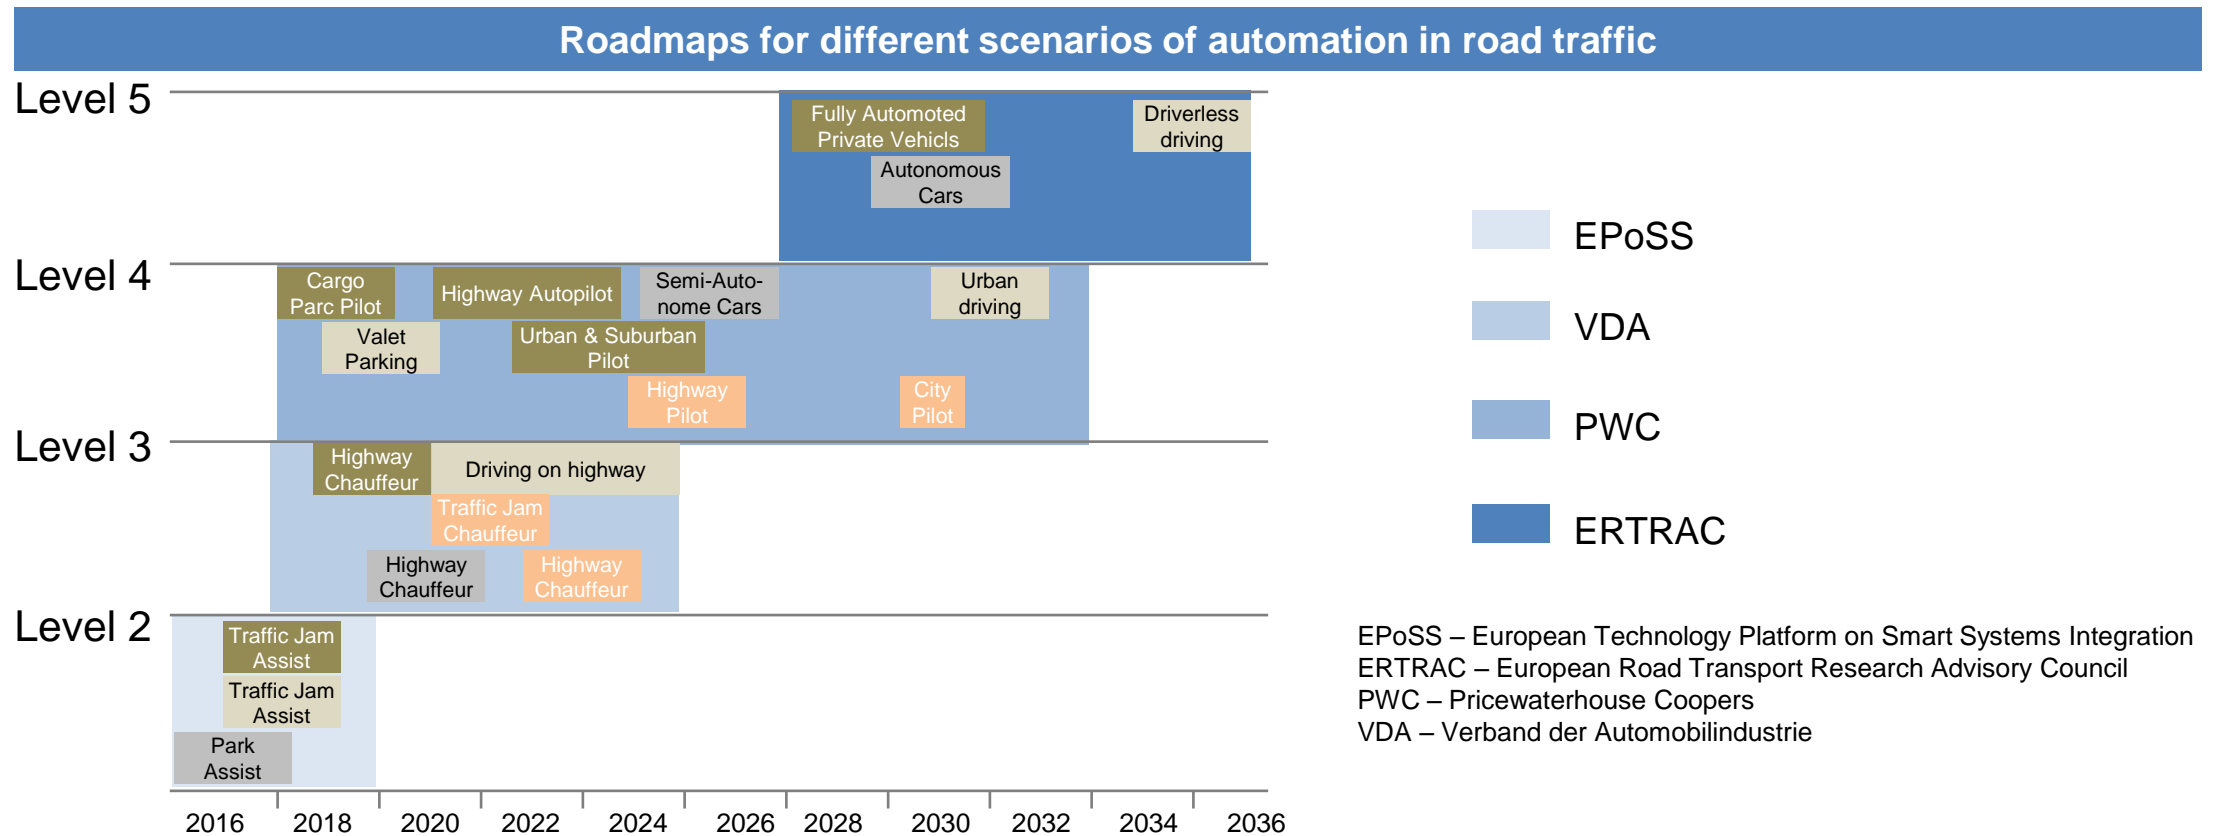 Roadmaps for different scenarios of automation in road traffic
Level 5
Fully Automoted
Private Vehicls
Driverless
driving
Autonomous
Cars
Level 4
Cargo
Parc Pilot
Highway Autopilot
Semi-Auto-
nome Cars
Urban
driving
Valet
Parking
Urban & Suburban
Pilot
Highway
Pilot
City
Pilot
Level 3
Highway
Chauffeur
Driving on highway
Traffic Jam
Chauffeur
Highway
Chauffeur
Highway
Chauffeur
Level 2
Traffic Jam
Assist
Traffic Jam
Assist
Park
Assist
2016 2018 2020 2022 2024 2026 2028 2030 2032 2034 2036
EPoSS
VDA
PWC
ERTRAC
EPoSS – European Technology Platform on Smart Systems Integration
ERTRAC – European Road Transport Research Advisory Council
PWC – Pricewaterhouse Coopers
VDA – Verband der Automobilindustrie